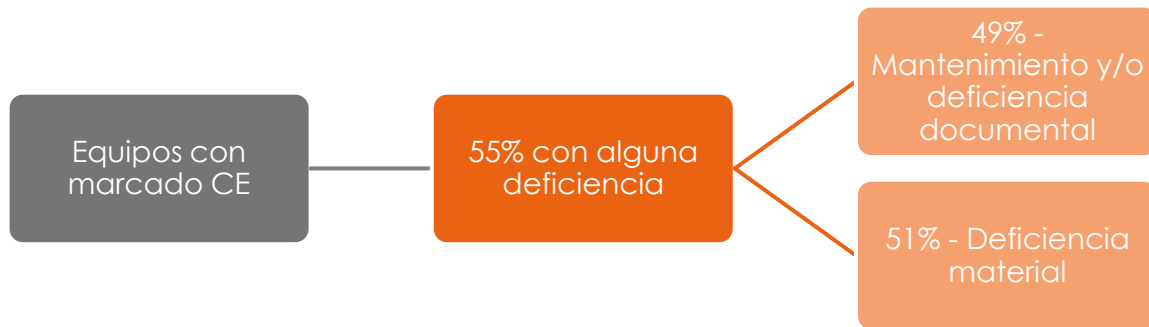 Equipos con
marcado CE
55% con alguna
deficiencia
49% -
Mantenimiento y/o
deficiencia
documental
51% - Deficiencia
material